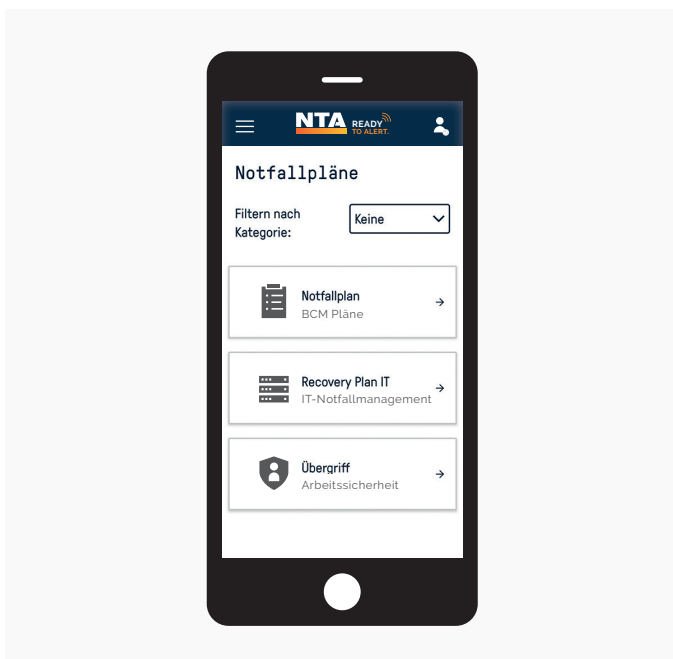 NTA READY
TO ALERT.
Notfallpläne
Filtern nach
Kategorie:
Keine
Notfallplan
BCM Pläne
Recovery Plan IT
IT-Notfallmanagement
Übergriff
Arbeitssicherheit